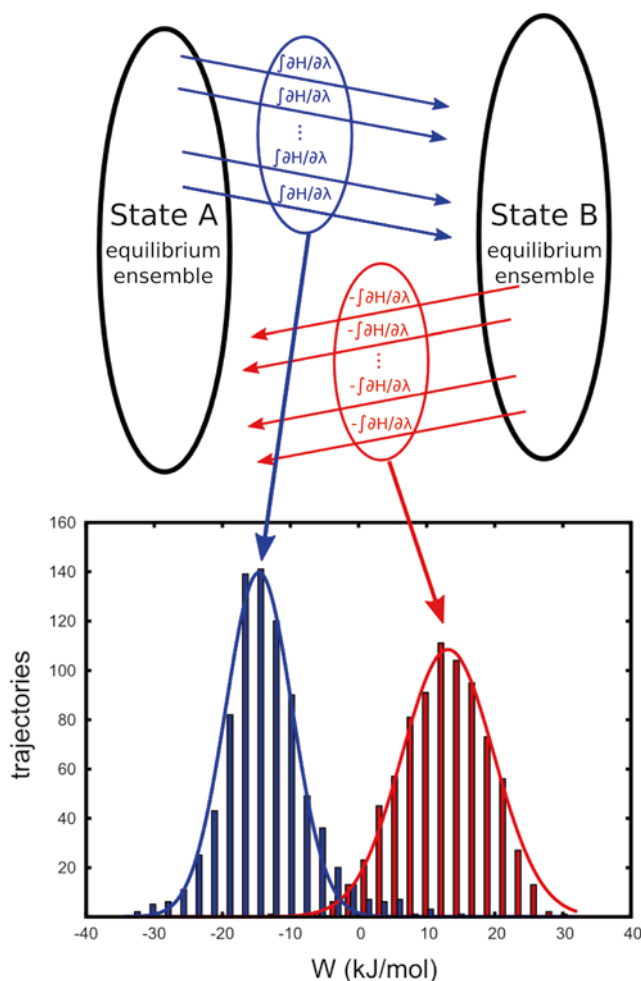 ∫∂H/∂λ
∫∂H/∂λ
⋮
∫∂H/∂λ
∫∂H/∂λ
State A
equilibrium
ensemble
State B
equilibrium
ensemble
-∫∂H/∂λ
-∫∂H/∂λ
⋮
-∫∂H/∂λ
-∫∂H/∂λ
160
140
120
100
80
60
40
20
trajectories
-40 -30 -20 -10 0 10 20 30 40
W (kJ/mol)